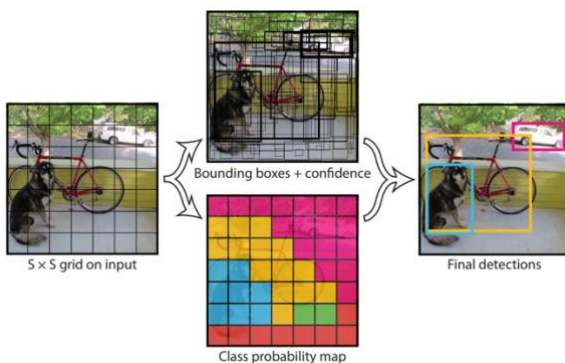 Bounding boxes + confidence
S × S grid on input
Final detections
Class probability map